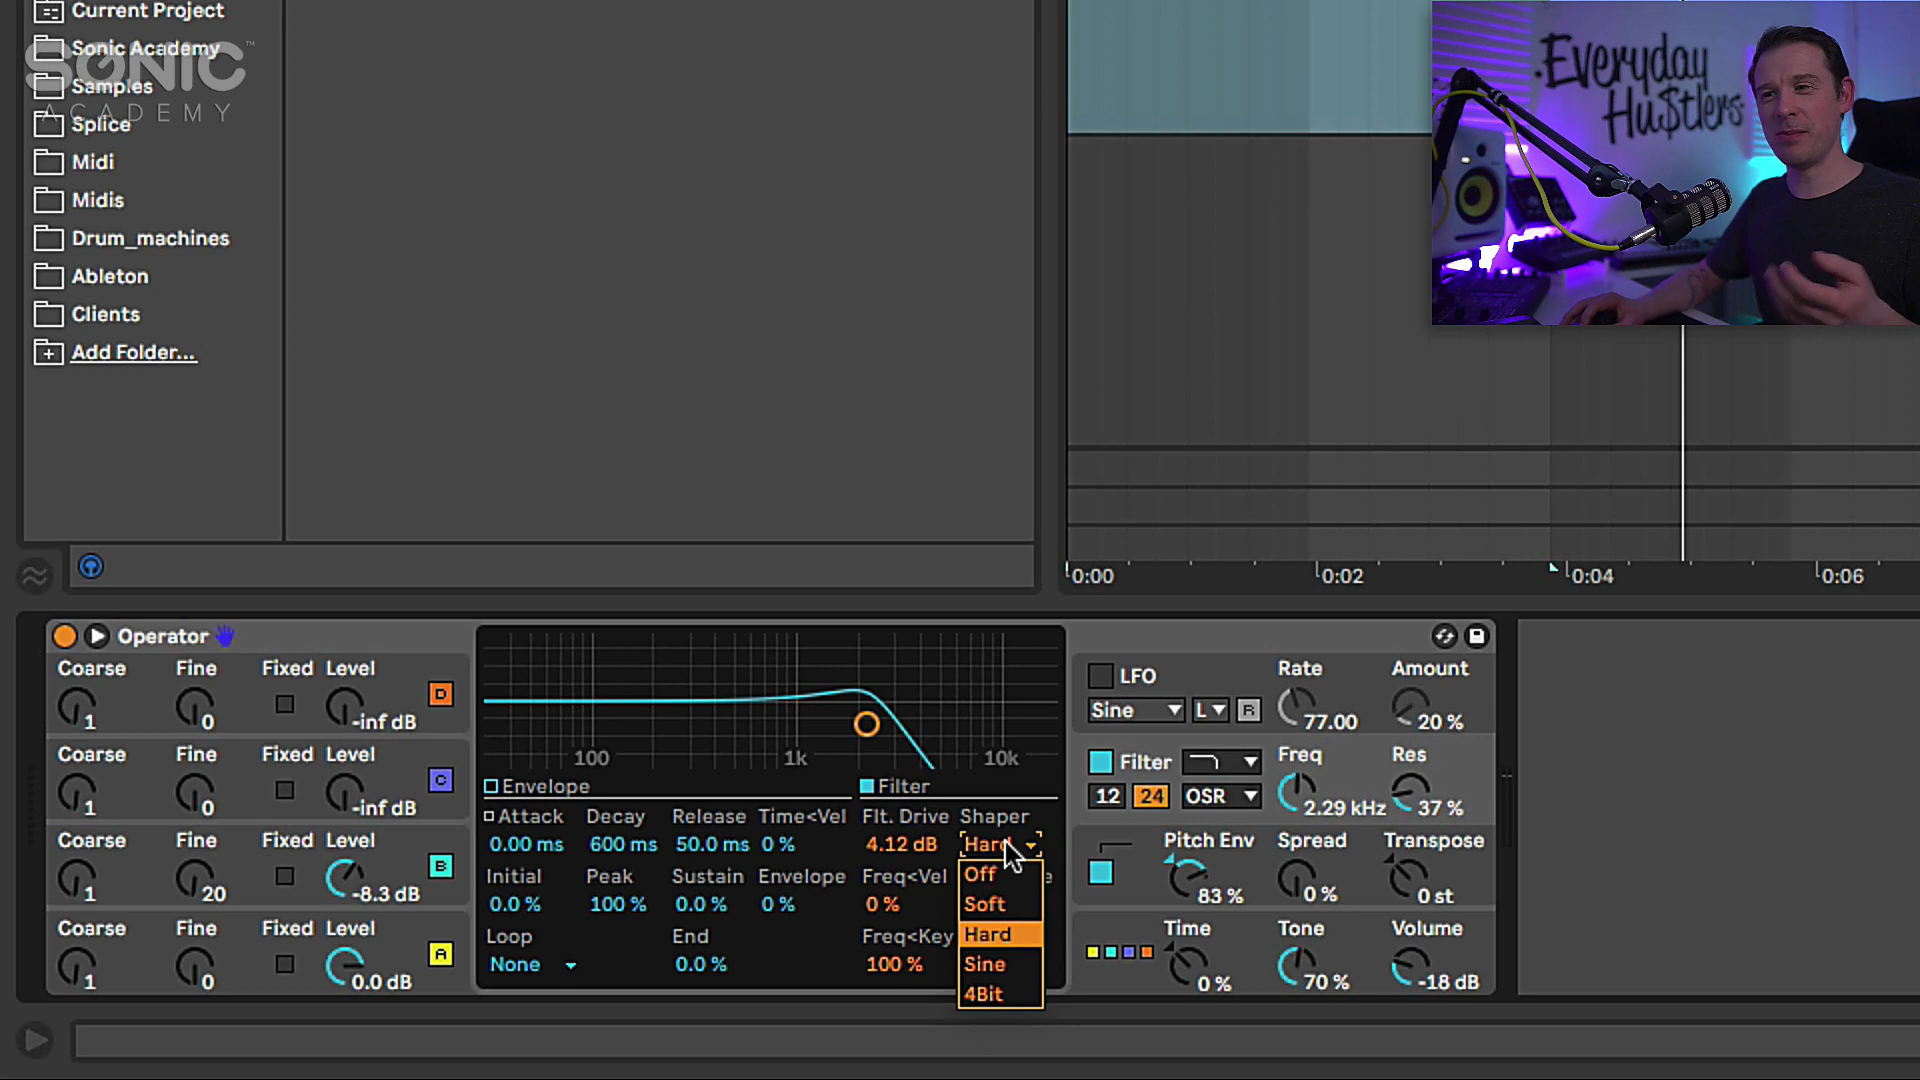 Current Project
Sonic Academy
SONIC
ACADEMY
™
Samples
Splice
Midi
Midis
Drum_machines
Ableton
Clients
Add Folder...
Everyday
Hu$tlers
0:00
0:02
0:04
0:06
Operator
Coarse Fine Fixed Level
1 0 -inf dB D
Coarse Fine Fixed Level
1 0 -inf dB C
Coarse Fine Fixed Level
1 20 -8.3 dB B
Coarse Fine Fixed Level
1 0 0.0 dB A
100 1k 10k
Envelope Filter
Attack Decay Release Time<Vel Flt. Drive Shaper
0.00 ms 600 ms 50.0 ms 0 % 4.12 dB Hard
Initial Peak Sustain Envelope Freq<Vel
0.0 % 100 % 0.0 % 0 % 0 %
Loop End Freq<Key
None 0.0 % 100 %
Off
Soft
Hard
Sine
4Bit
LFO Rate Amount
Sine L R 77.00 20 %
Filter Freq Res
12 24 OSR 2.29 kHz 37 %
Pitch Env Spread Transpose
83 % 0 % 0 st
Time Tone Volume
0 % 70 % -18 dB